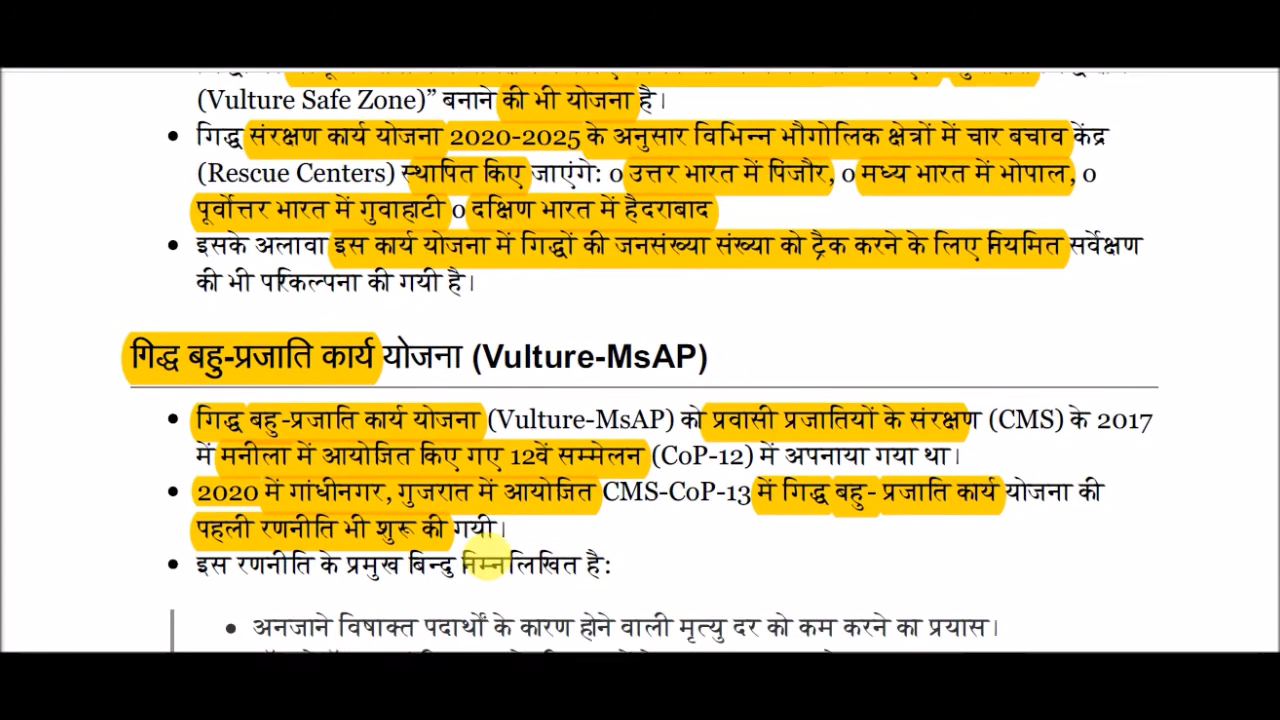 (Vulture Safe Zone)” बनाने की भी योजना है।
• गिद्ध संरक्षण कार्य योजना 2020-2025 के अनुसार विभिन्न भौगोलिक क्षेत्रों में चार बचाव केंद्र
(Rescue Centers) स्थापित किए जाएंगे: o उत्तर भारत में पिंजौर, o मध्य भारत में भोपाल, o
पूर्वोत्तर भारत में गुवाहाटी o दक्षिण भारत में हैदराबाद
• इसके अलावा इस कार्य योजना में गिद्धों की जनसंख्या संख्या को ट्रैक करने के लिए नियमित सर्वेक्षण
की भी परिकल्पना की गयी है।
गिद्ध बहु-प्रजाति कार्य योजना (Vulture-MsAP)
• गिद्ध बहु-प्रजाति कार्य योजना (Vulture-MsAP) को प्रवासी प्रजातियों के संरक्षण (CMS) के 2017
में मनीला में आयोजित किए गए 12वें सम्मेलन (CoP-12) में अपनाया गया था।
• 2020 में गांधीनगर, गुजरात में आयोजित CMS-CoP-13 में गिद्ध बहु- प्रजाति कार्य योजना की
पहली रणनीति भी शुरू की गयी।
• इस रणनीति के प्रमुख बिन्दु निम्नलिखित है:
• अनजाने विषाक्त पदार्थों के कारण होने वाली मृत्यु दर को कम करने का प्रयास।